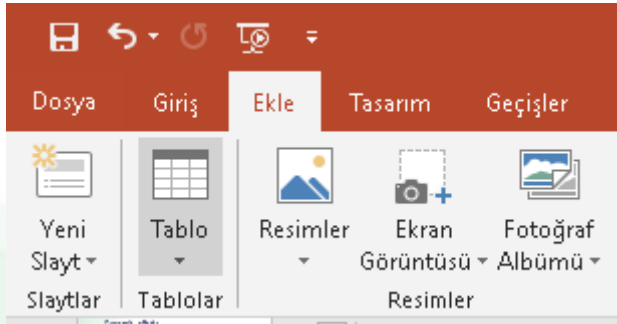 Dosya Giriş Ekle Tasarım Geçişler
Yeni Slayt
Tablo
Resimler
Ekran Görüntüsü
Fotoğraf Albümü
Slaytlar Tablolar Resimler